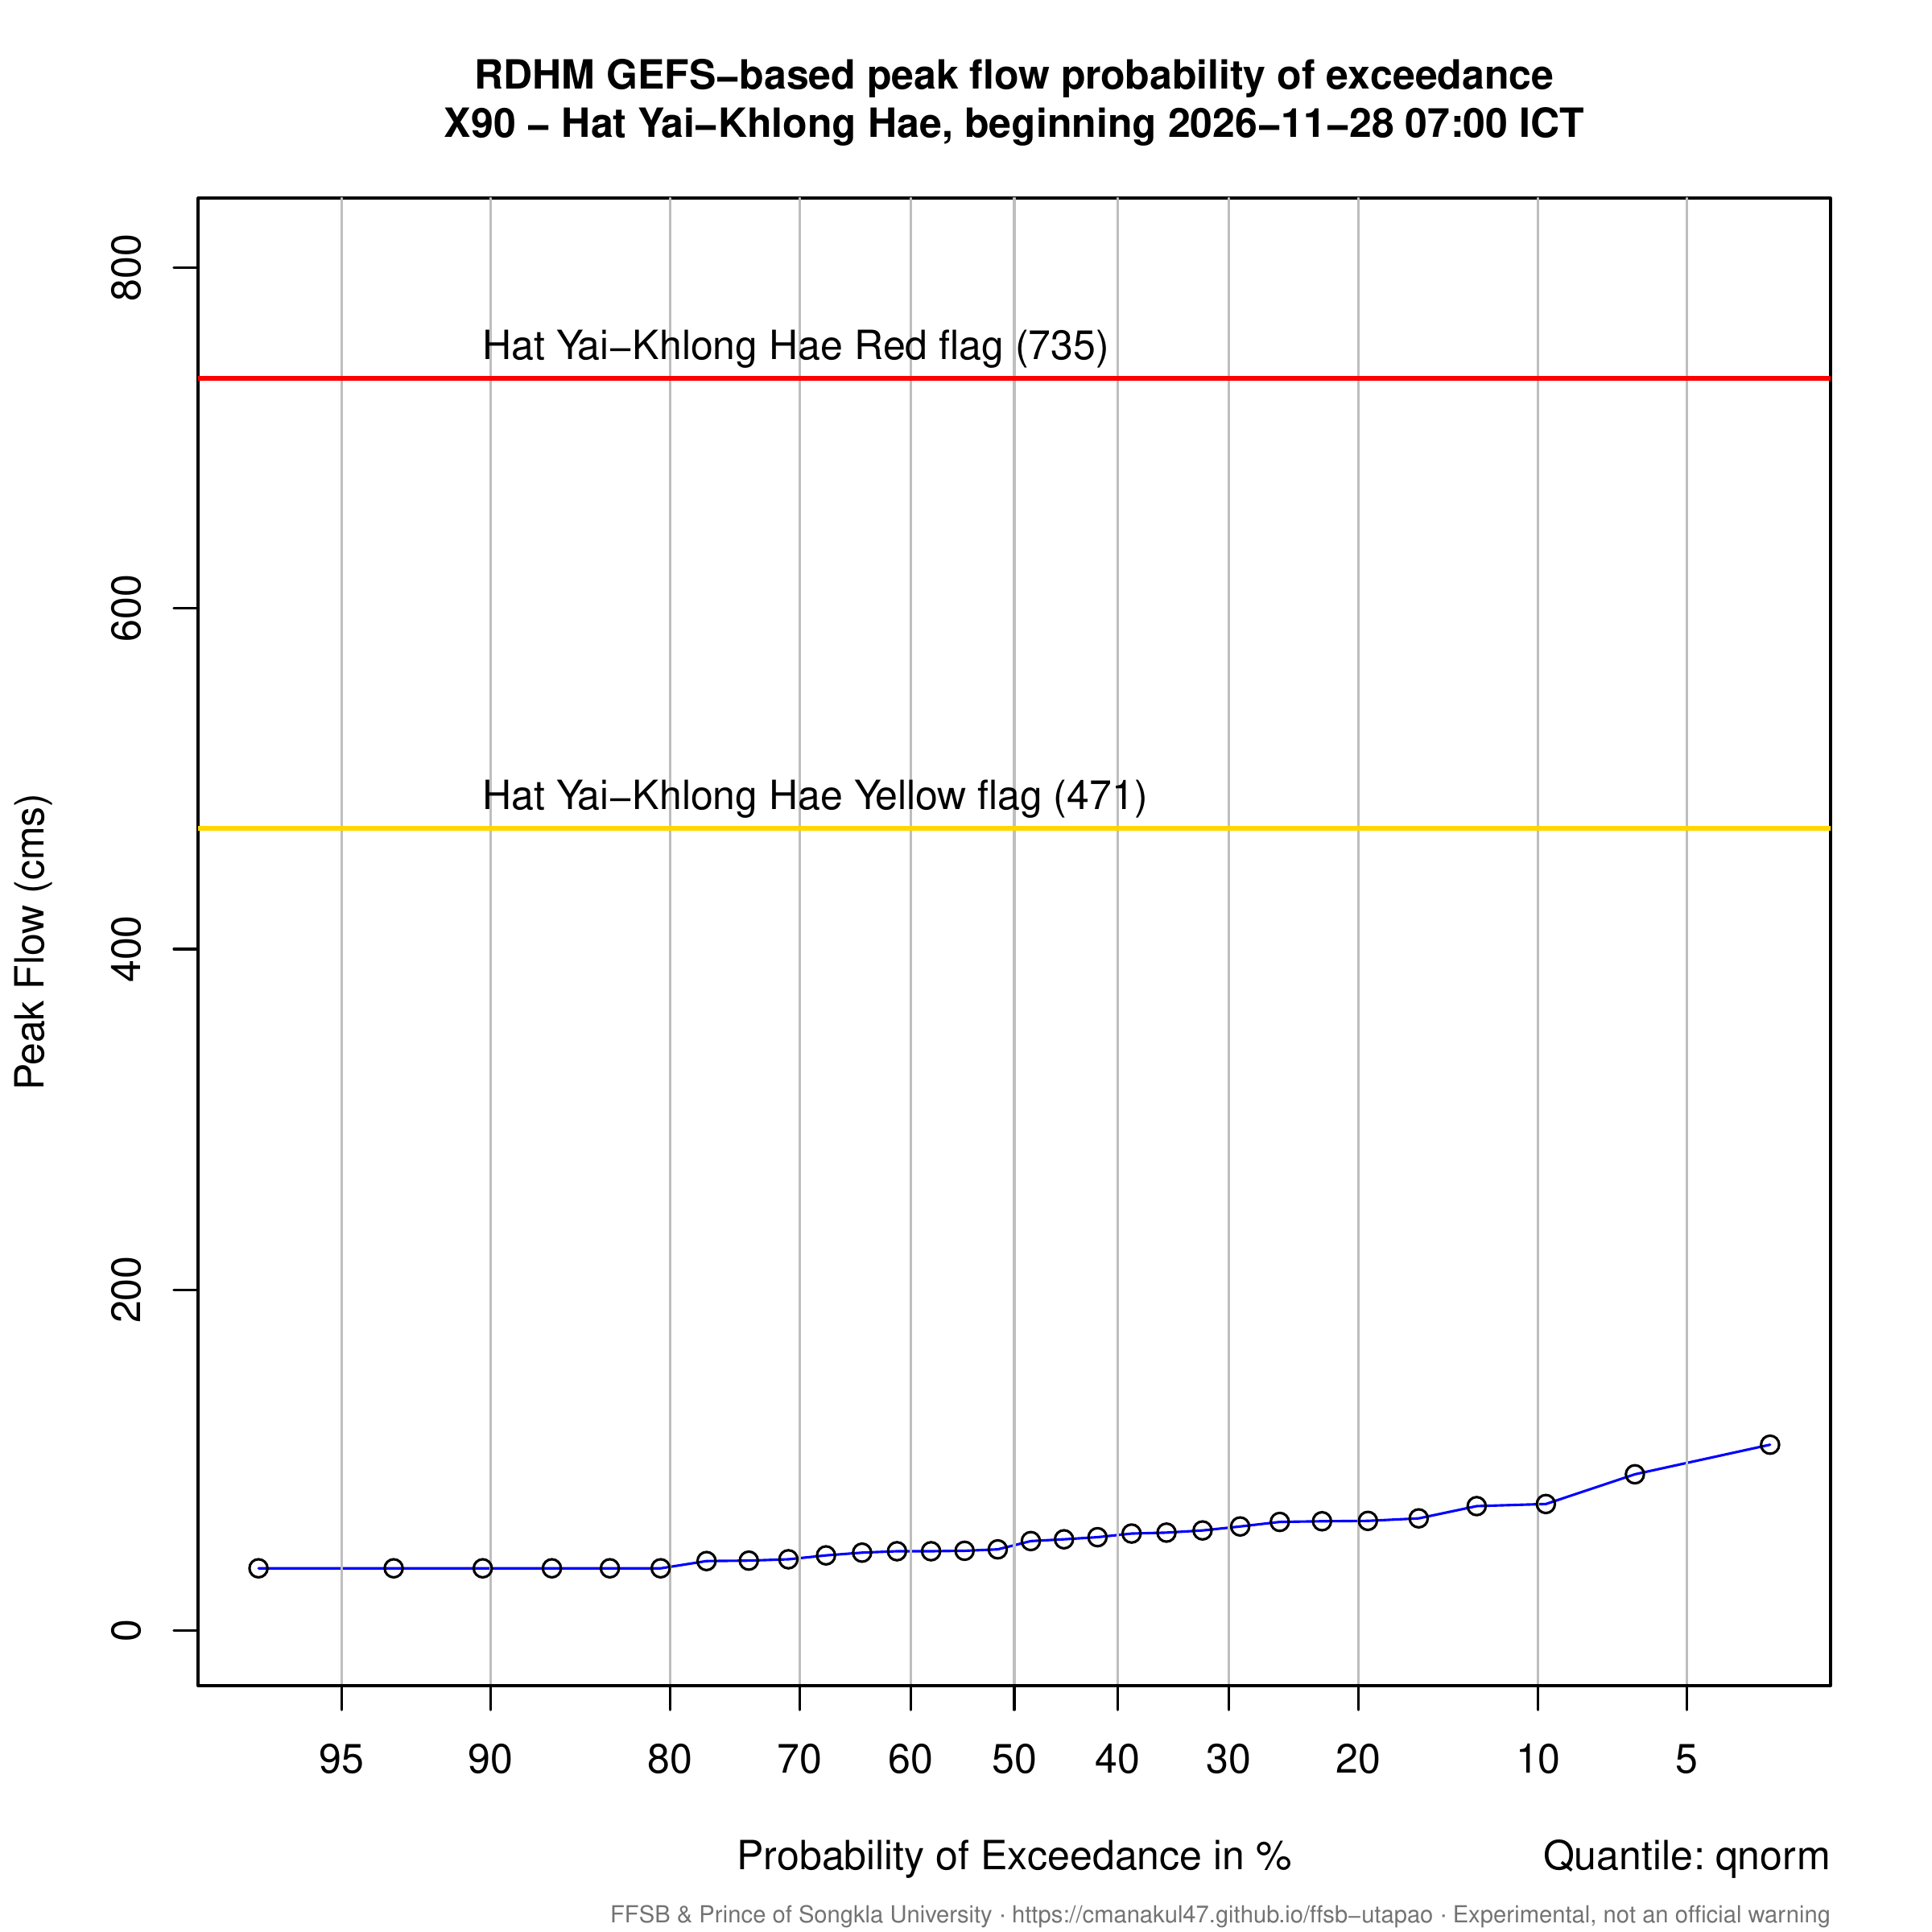 RDHM GEFS–based peak flow probability of exceedance
X90 – Hat Yai–Khlong Hae, beginning 2026–11–28 07:00 ICT
800
Hat Yai–Khlong Hae Red flag (735)
600
Hat Yai–Khlong Hae Yellow flag (471)
Peak Flow (cms)
400
200
0
95 90 80 70 60 50 40 30 20 10 5
Probability of Exceedance in %
Quantile: qnorm
FFSB & Prince of Songkla University · https://cmanakul47.github.io/ffsb–utapao · Experimental, not an official warning